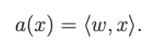 a(x) = ⟨w, x⟩.